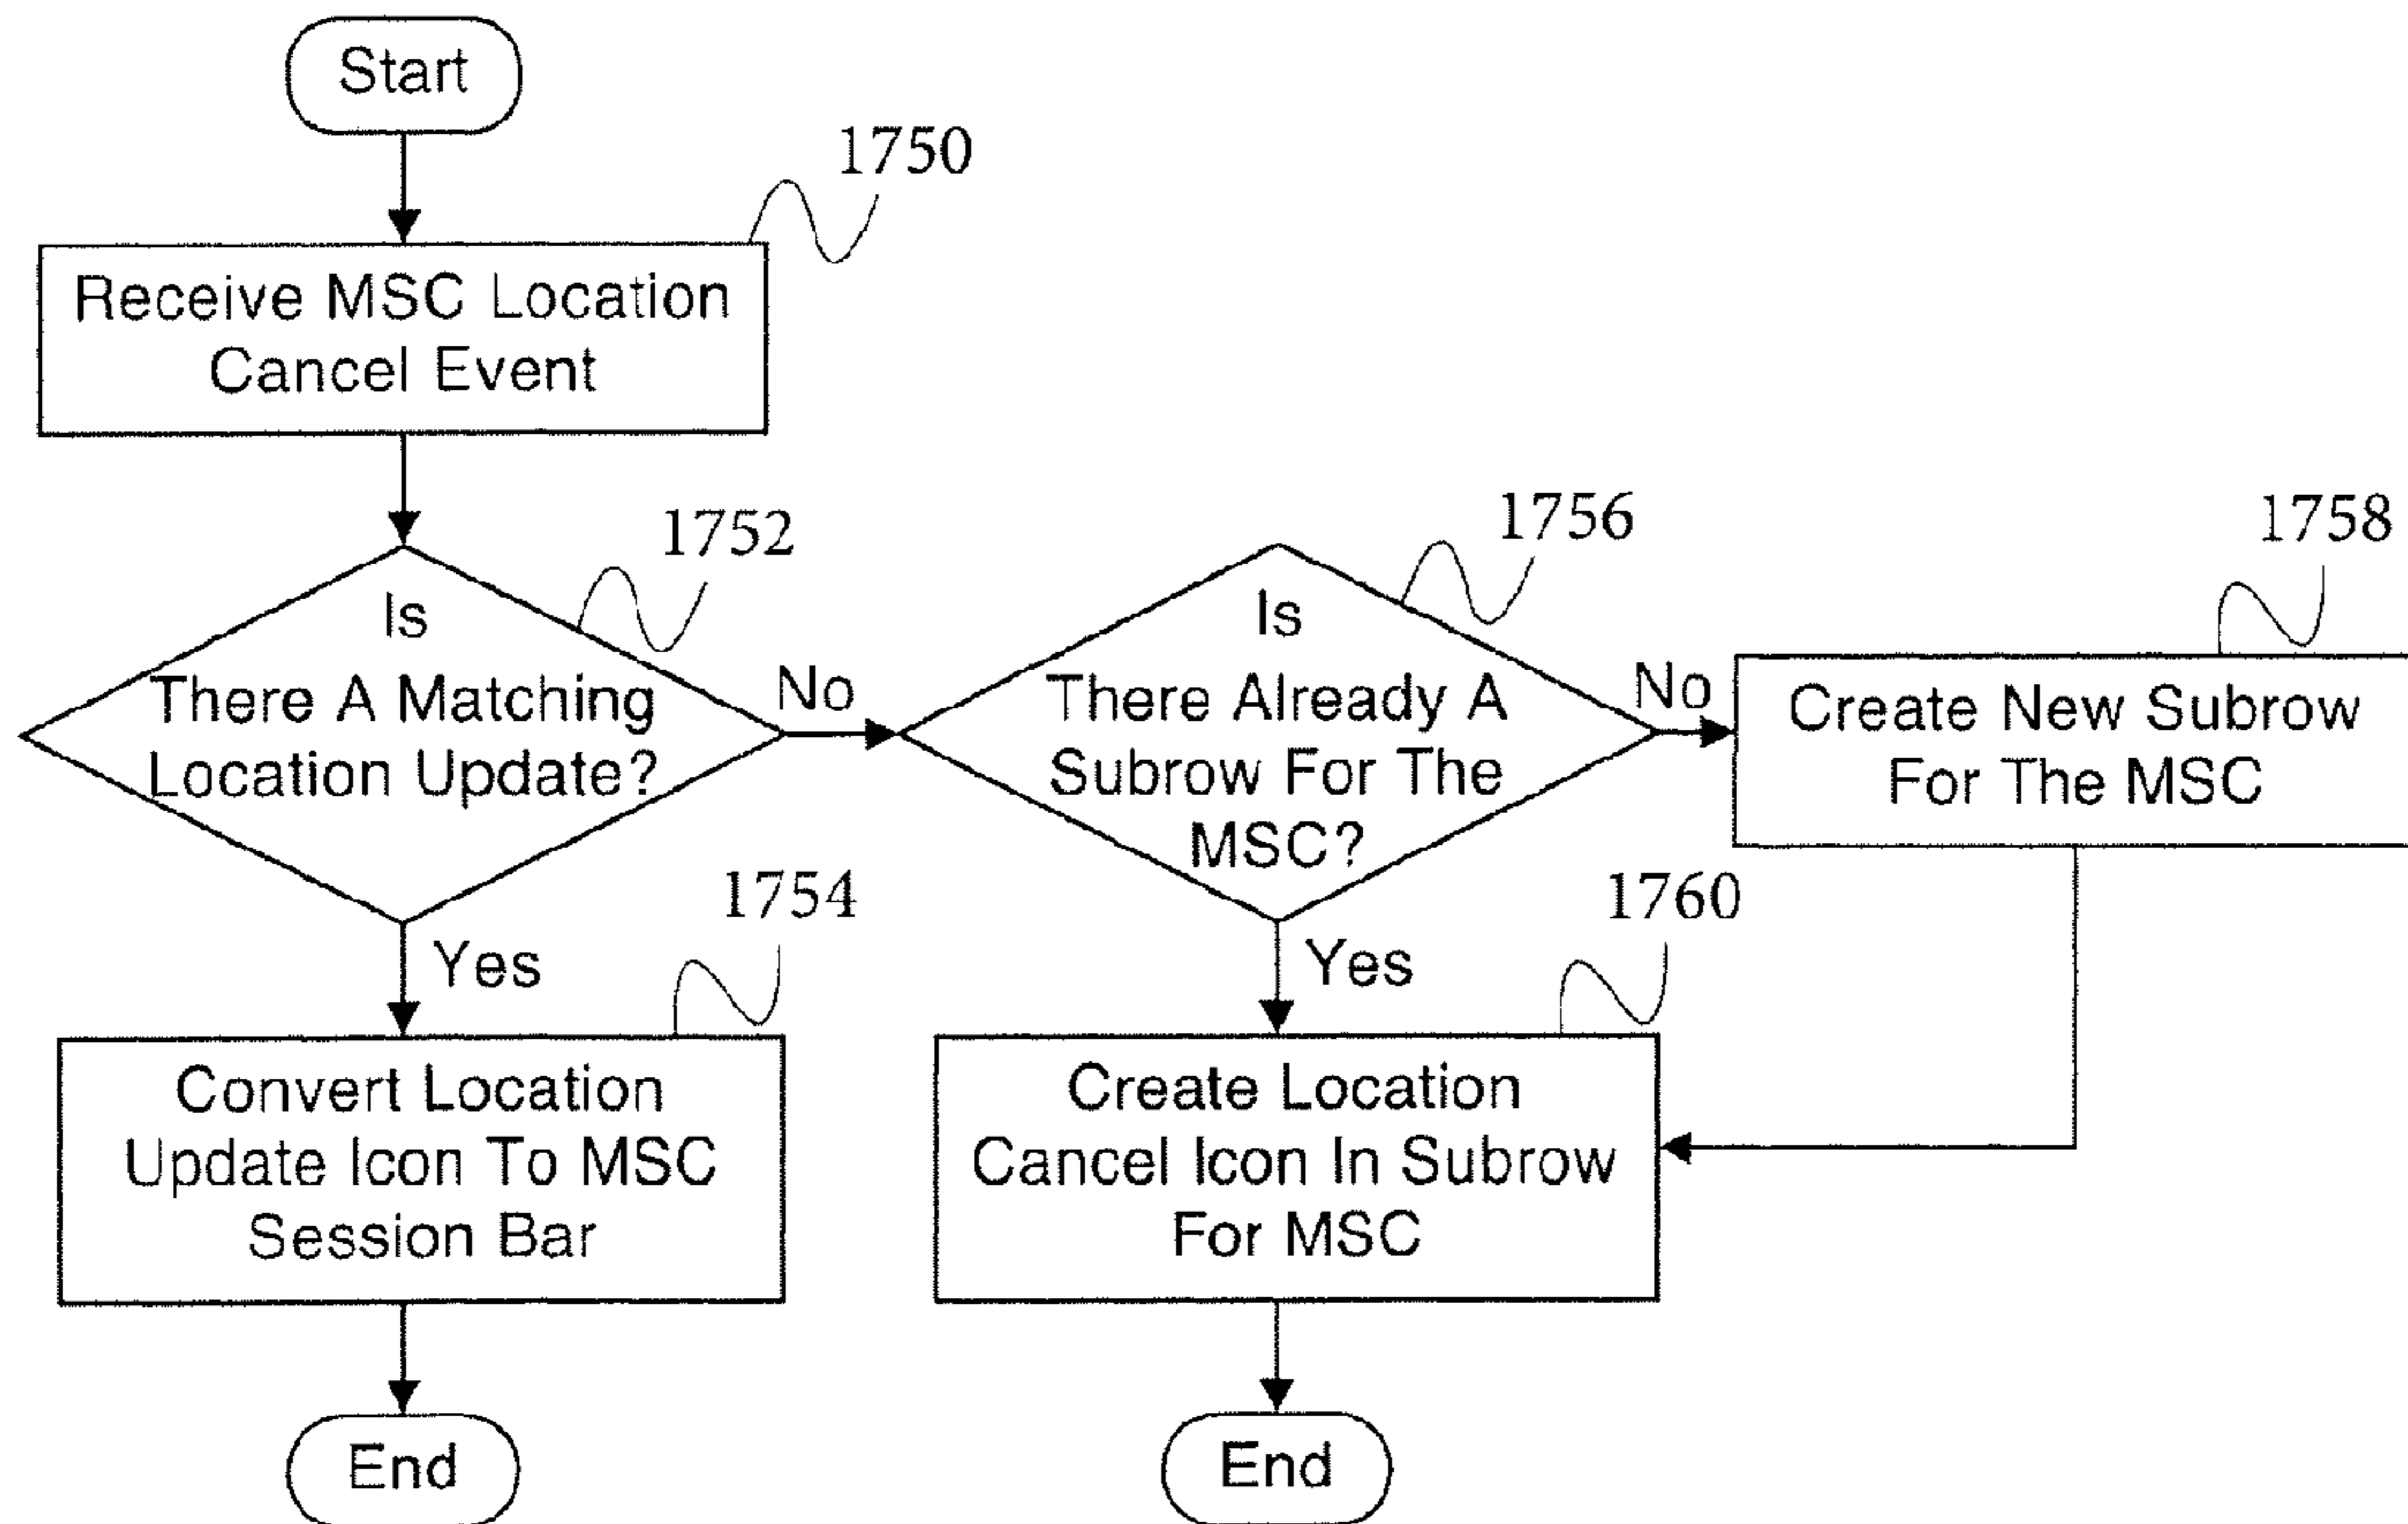 Start
1750
Receive MSC Location
Cancel Event
1752
Is
There A Matching
Location Update?
No
Yes
1756
Is
There Already A
Subrow For The
MSC?
No
Yes
1758
Create New Subrow
For The MSC
1754
Convert Location
Update Icon To MSC
Session Bar
1760
Create Location
Cancel Icon In Subrow
For MSC
End
End